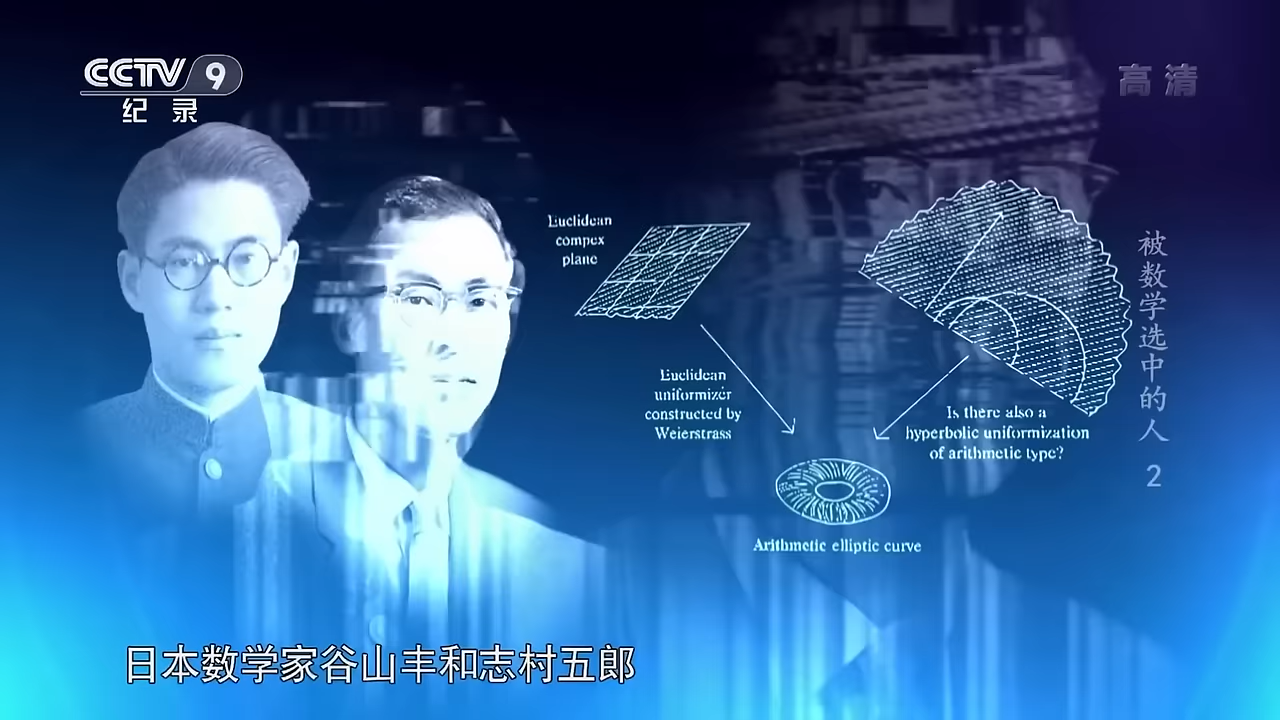 CCTV 9
纪录
高清
Euclidean
compex
plane
Euclidean
uniformizer
constructed by
Weierstrass
Is there also a
hyperbolic uniformization
of arithmetic type?
Arithmetic elliptic curve
被数学选中的人 2
日本数学家谷山丰和志村五郎